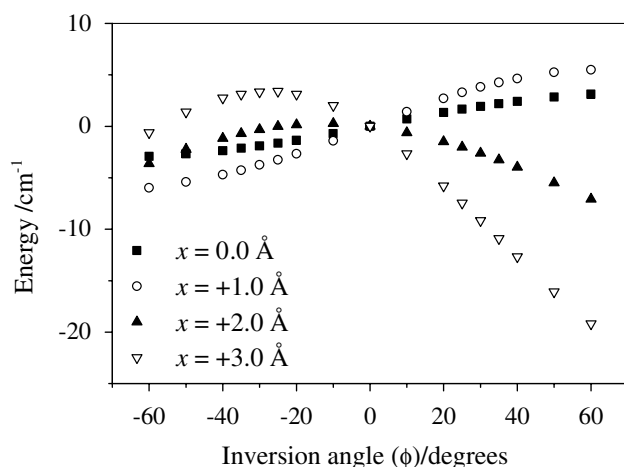 10
0
-10
-20
Energy /cm⁻¹
x = 0.0 Å
x = +1.0 Å
x = +2.0 Å
x = +3.0 Å
-60 -40 -20 0 20 40 60
Inversion angle (ϕ)/degrees